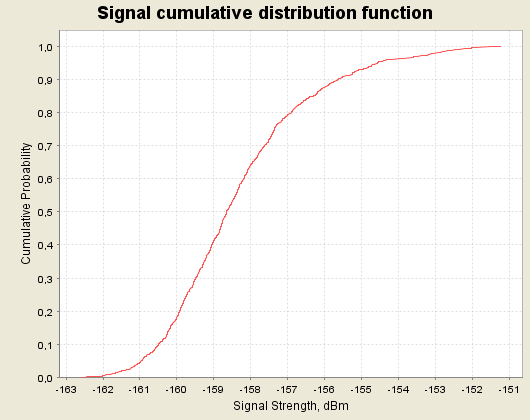 Signal cumulative distribution function
1,0
0,9
0,8
0,7
0,6
0,5
0,4
0,3
0,2
0,1
0,0
Cumulative Probability
-163 -162 -161 -160 -159 -158 -157 -156 -155 -154 -153 -152 -151
Signal Strength, dBm